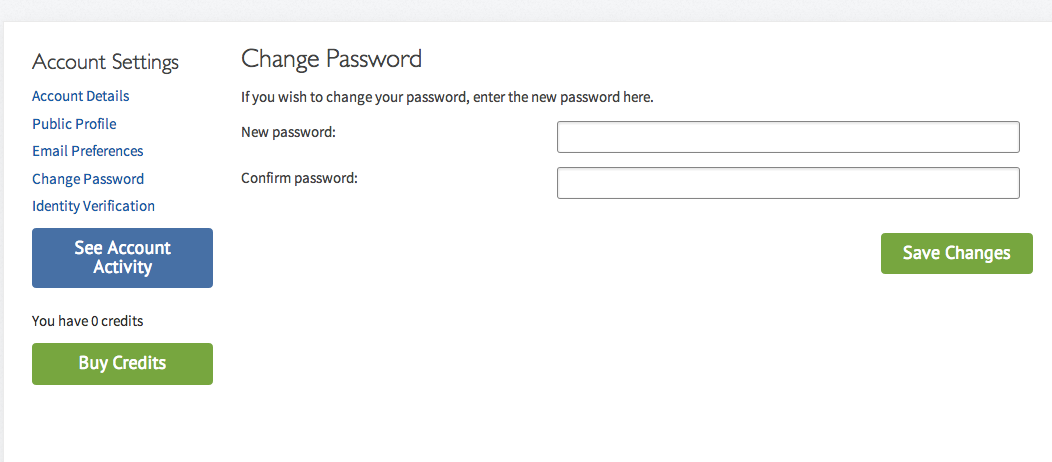 Account Settings
Account Details
Public Profile
Email Preferences
Change Password
Identity Verification
See Account
Activity
You have 0 credits
Buy Credits
Change Password
If you wish to change your password, enter the new password here.
New password:
Confirm password:
Save Changes